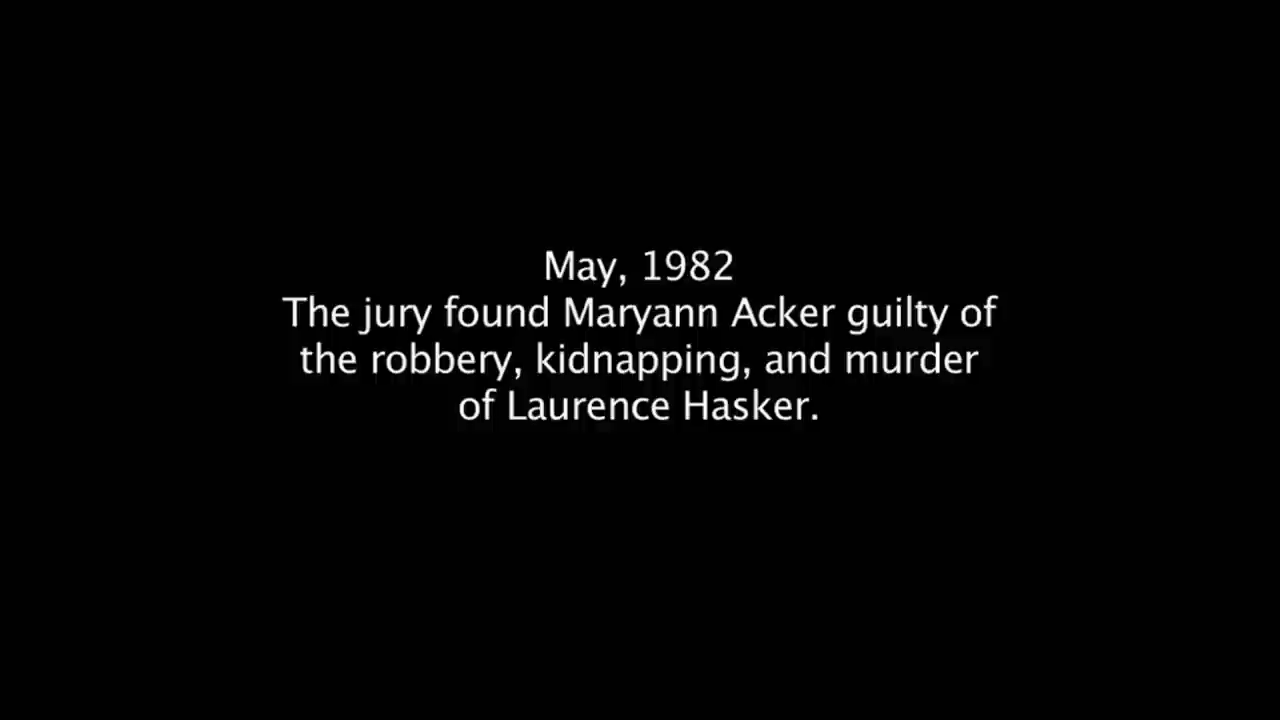 May, 1982
The jury found Maryann Acker guilty of
the robbery, kidnapping, and murder
of Laurence Hasker.